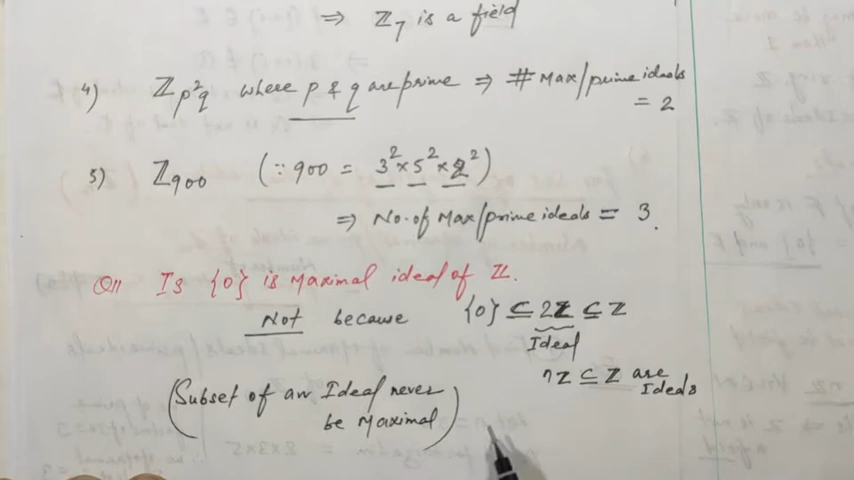 ⇒ ℤ₇ is a field
4) ℤp²q where p & q are prime ⇒ # Max/prime ideals
= 2
5) ℤ₉₀₀ (∵ 900 = 3² × 5² × 2²)
⇒ No. of Max/prime ideals = 3.
Q11 Is {0} is Maximal ideal of ℤ.
Not because {0} ⊆ 2ℤ ⊆ ℤ
Ideal
nℤ ⊆ ℤ are
Ideals
(Subset of an Ideal never
be Maximal)